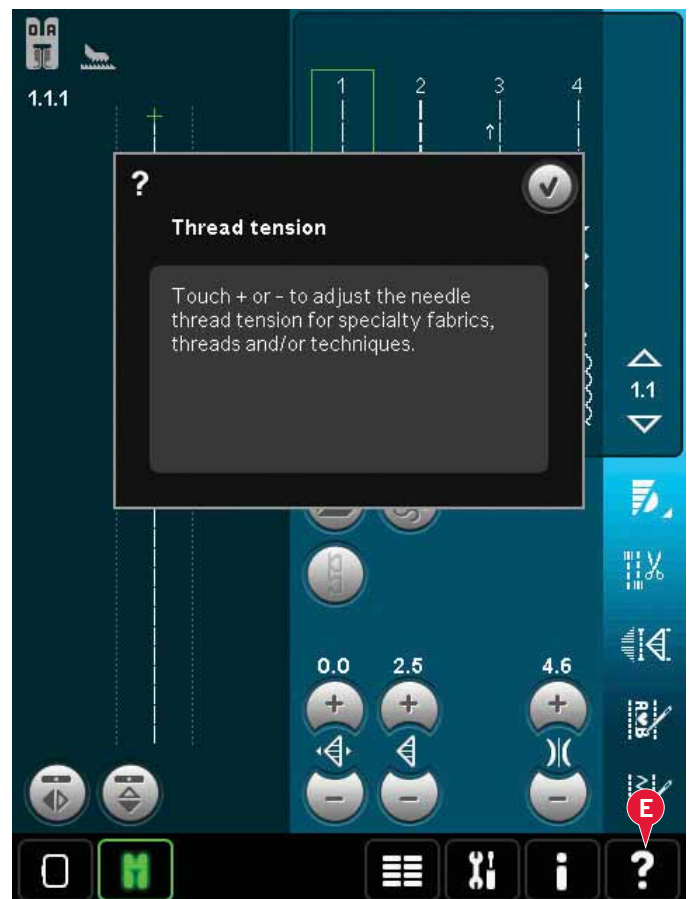 D A
1.1.1
1 2 3 4
?
Thread tension
Touch + or - to adjust the needle
thread tension for specialty fabrics,
threads and/or techniques.
1.1
0.0 2.5 4.6
+ + +
- - -
A B
E
i ?